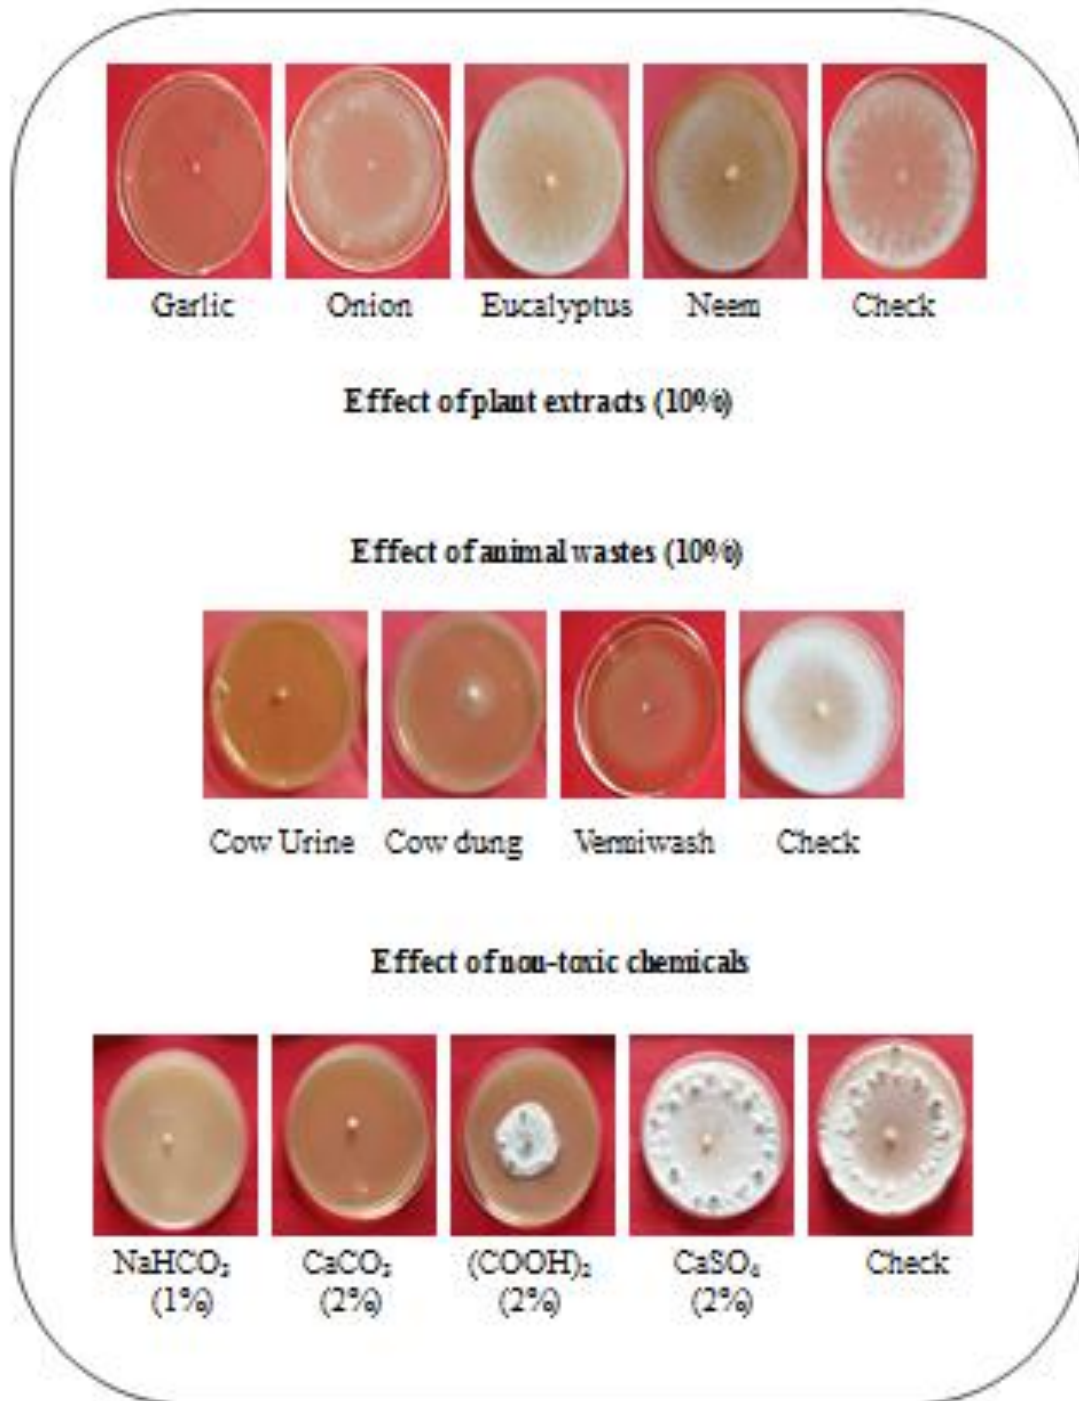 Garlic Onion Eucalyptus Neem Check
Effect of plant extracts (10%)
Effect of animal wastes (10%)
Cow Urine Cow dung Vermiwash Check
Effect of non-toxic chemicals
NaHCO₃ CaCO₃ (COOH)₂ CaSO₄ Check
(1%) (2%) (2%) (2%)